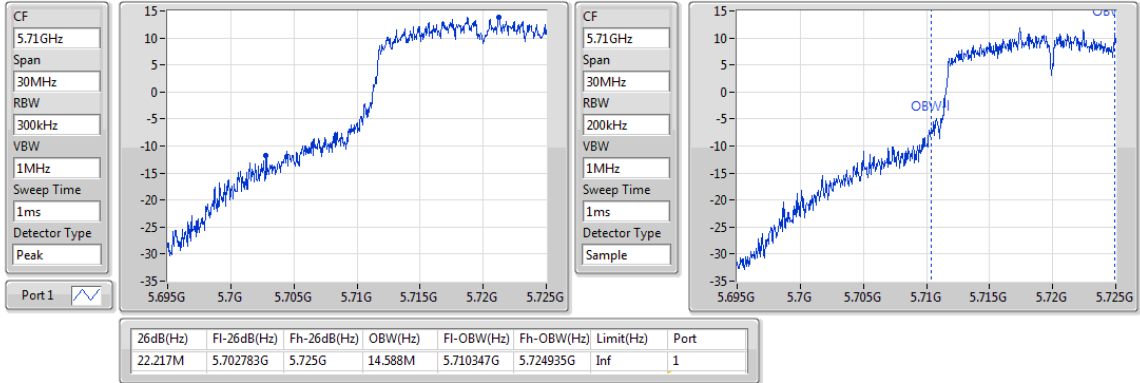 CF
5.71GHz
Span
30MHz
RBW
300kHz
VBW
1MHz
Sweep Time
1ms
Detector Type
Peak
Port 1
15
10
5
0
-5
-10
-15
-20
-25
-30
-35
5.695G 5.7G 5.705G 5.71G 5.715G 5.72G 5.725G
CF
5.71GHz
Span
30MHz
RBW
200kHz
VBW
1MHz
Sweep Time
1ms
Detector Type
Sample
15
10
5
0
-5
-10
-15
-20
-25
-30
-35
OBW-l
OBW
5.695G 5.7G 5.705G 5.71G 5.715G 5.72G 5.725G
26dB(Hz) Fl-26dB(Hz) Fh-26dB(Hz) OBW(Hz) Fl-OBW(Hz) Fh-OBW(Hz) Limit(Hz) Port
22.217M 5.702783G 5.725G 14.588M 5.710347G 5.724935G Inf 1